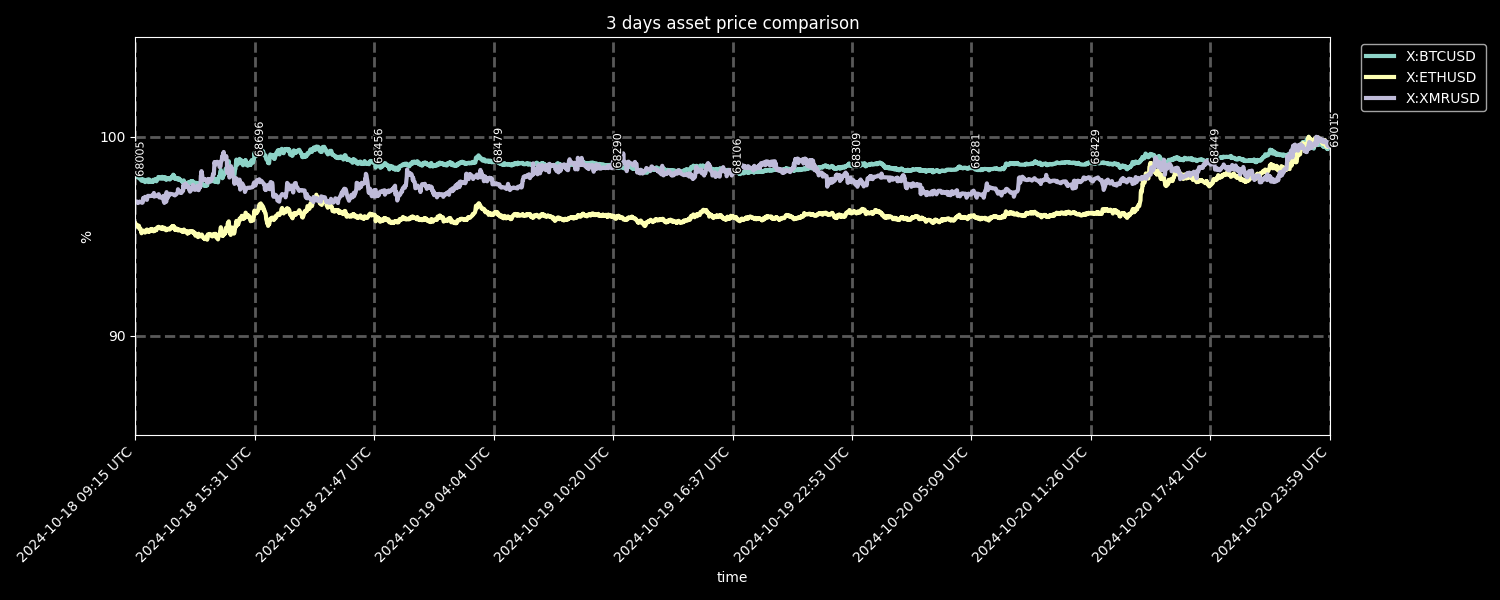 3 days asset price comparison
X:BTCUSD
X:ETHUSD
X:XMRUSD
100
90
%
68005
68696
68456
68479
68290
68106
68309
68281
68429
68449
69015
2024-10-18 09:15 UTC
2024-10-18 15:31 UTC
2024-10-18 21:47 UTC
2024-10-19 04:04 UTC
2024-10-19 10:20 UTC
2024-10-19 16:37 UTC
2024-10-19 22:53 UTC
2024-10-20 05:09 UTC
2024-10-20 11:26 UTC
2024-10-20 17:42 UTC
2024-10-20 23:59 UTC
time